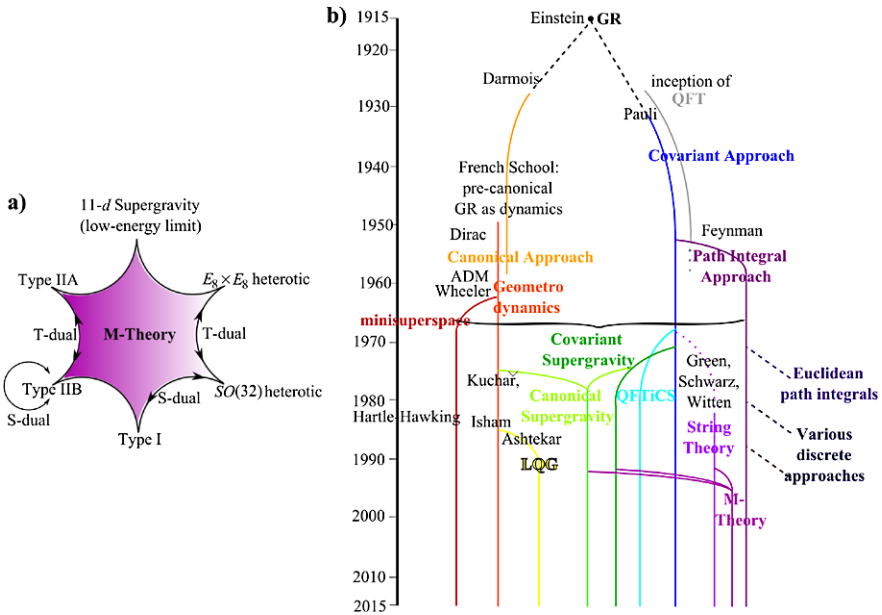 a)
11-d Supergravity
(low-energy limit)
Type IIA
E8×E8 heterotic
T-dual
M-Theory
T-dual
Type IIB
S-dual
SO(32) heterotic
S-dual
Type I
b)
1915
1920
1930
1940
1950
1960
1970
1980
1990
2000
2010
2015
Einstein GR
Darmois
inception of
QFT
Pauli
Covariant Approach
French School:
pre-canonical
GR as dynamics
Dirac
Feynman
Canonical Approach
Path Integral
Approach
ADM
Wheeler
Geometro
dynamics
minisuperspace
Covariant
Supergravity
Green,
Schwarz,
Witten
Euclidean
path integrals
Kuchař,
Canonical
Supergravity
QFTiCS
Hartle-Hawking
Isham
Ashtekar
String
Theory
Various
discrete
approaches
LQG
M-
Theory